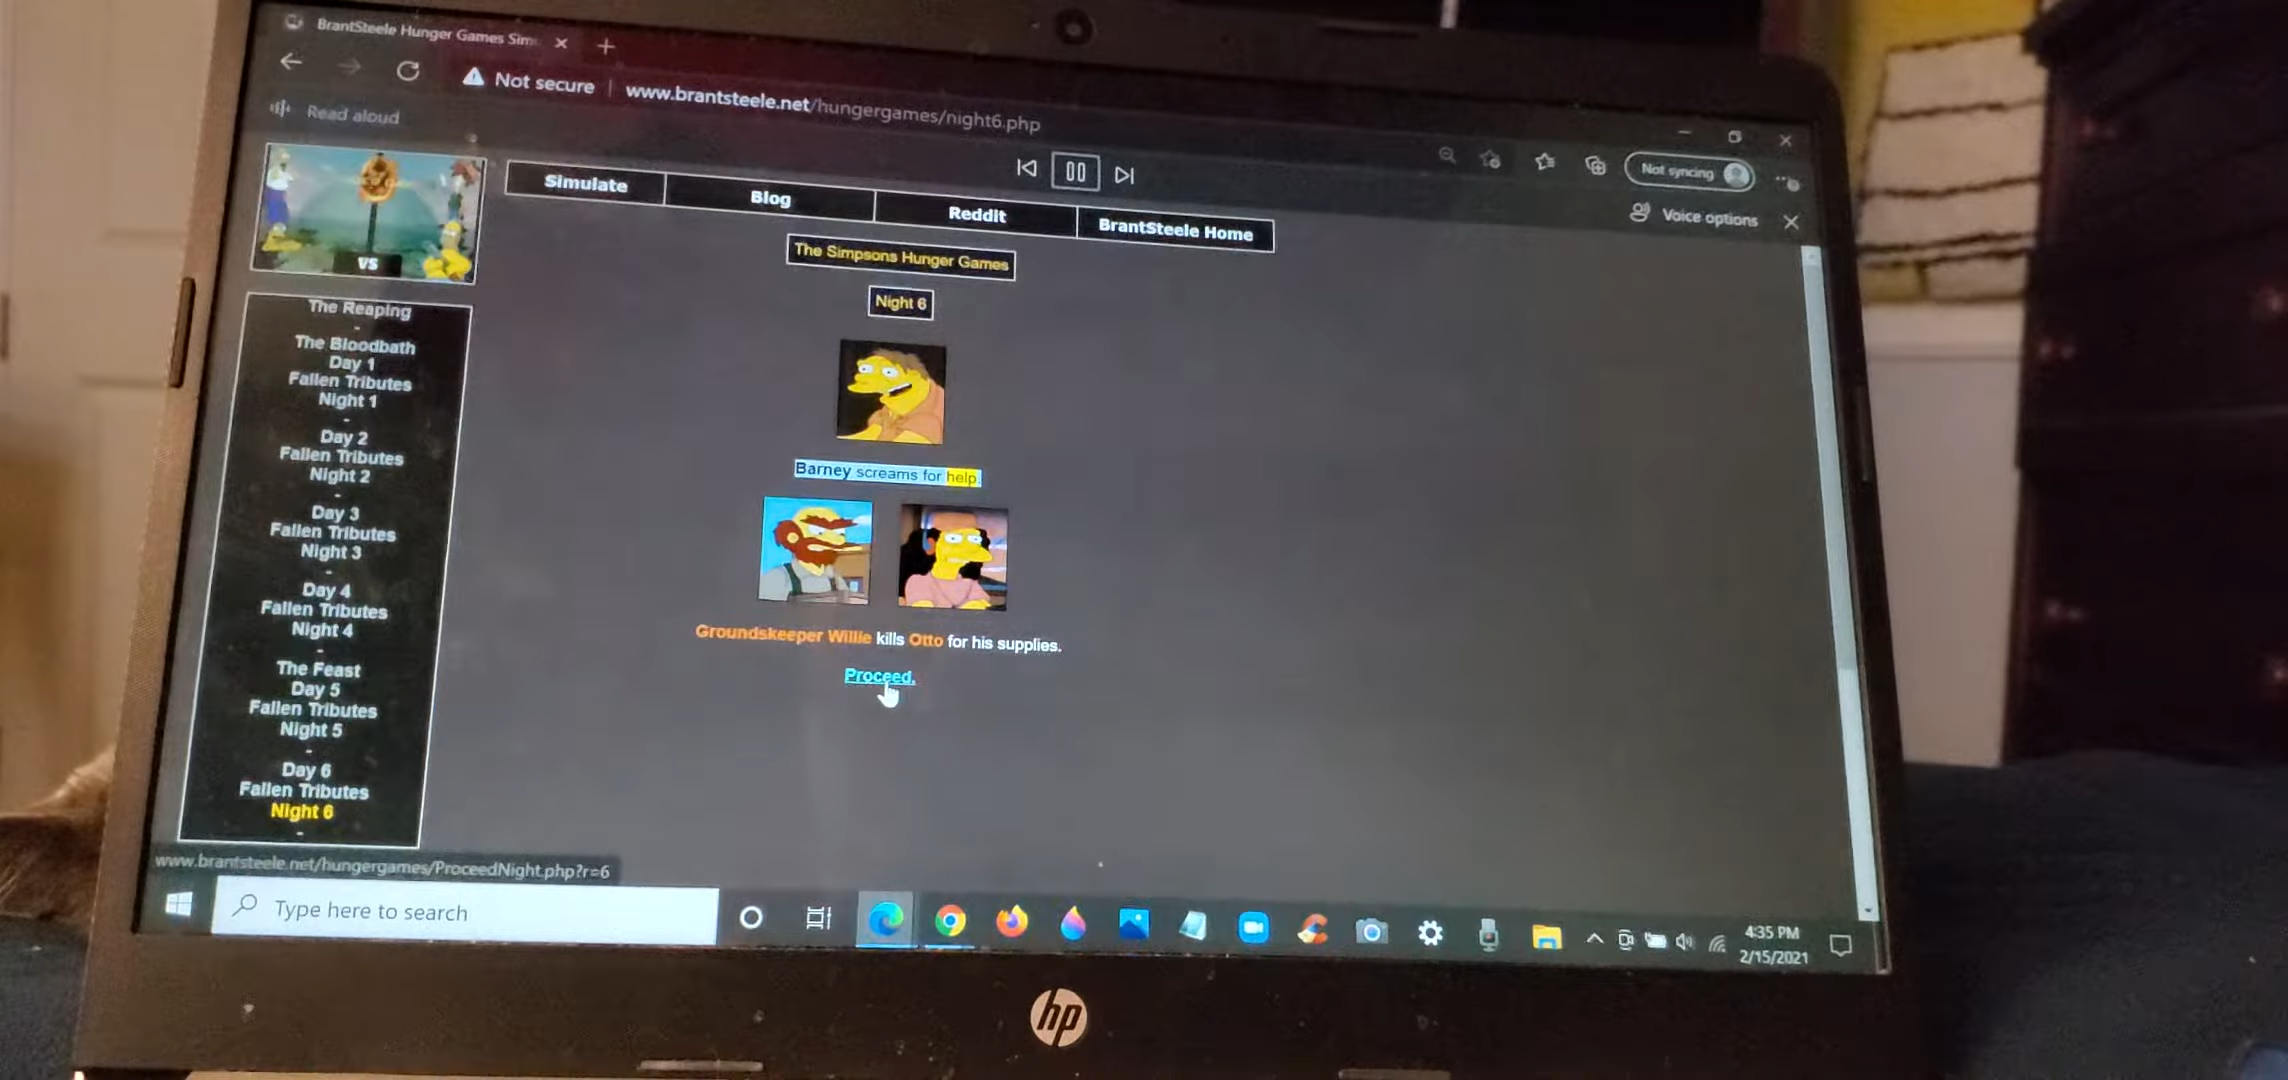 BrantSteele Hunger Games Sim
Not secure | www.brantsteele.net/hungergames/night6.php
Read aloud
Not syncing
Voice options
VS
Simulate
Blog
Reddit
BrantSteele Home
The Simpsons Hunger Games
Night 6
Barney screams for help.
Groundskeeper Willie kills Otto for his supplies.
Proceed.
The Reaping
-
The Bloodbath
Day 1
Fallen Tributes
Night 1
-
Day 2
Fallen Tributes
Night 2
-
Day 3
Fallen Tributes
Night 3
-
Day 4
Fallen Tributes
Night 4
-
The Feast
Day 5
Fallen Tributes
Night 5
-
Day 6
Fallen Tributes
Night 6
-
www.brantsteele.net/hungergames/ProceedNight.php?r=6
Type here to search
4:35 PM
2/15/2021
hp